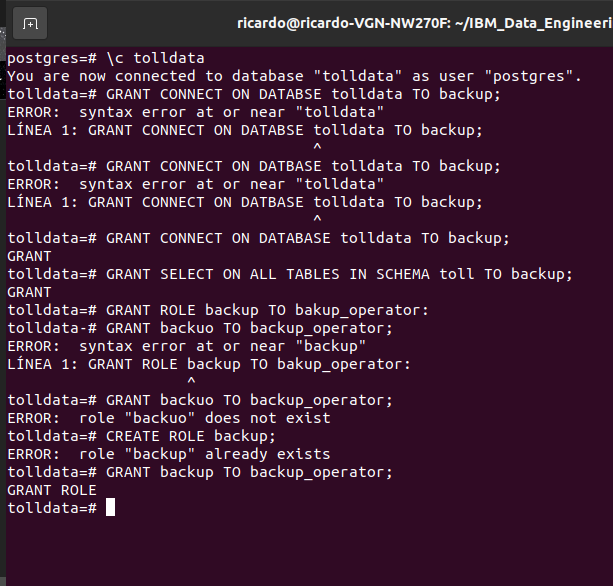 ricardo@ricardo-VGN-NW270F: ~/IBM_Data_Engineeri
postgres=# \c tolldata
You are now connected to database "tolldata" as user "postgres".
tolldata=# GRANT CONNECT ON DATABSE tolldata TO backup;
ERROR:  syntax error at or near "tolldata"
LÍNEA 1: GRANT CONNECT ON DATABSE tolldata TO backup;
                                  ^
tolldata=# GRANT CONNECT ON DATBASE tolldata TO backup;
ERROR:  syntax error at or near "tolldata"
LÍNEA 1: GRANT CONNECT ON DATBASE tolldata TO backup;
                                  ^
tolldata=# GRANT CONNECT ON DATABASE tolldata TO backup;
GRANT
tolldata=# GRANT SELECT ON ALL TABLES IN SCHEMA toll TO backup;
GRANT
tolldata=# GRANT ROLE backup TO bakup_operator:
tolldata-# GRANT backuo TO backup_operator;
ERROR:  syntax error at or near "backup"
LÍNEA 1: GRANT ROLE backup TO bakup_operator:
                    ^
tolldata=# GRANT backuo TO backup_operator;
ERROR:  role "backuo" does not exist
tolldata=# CREATE ROLE backup;
ERROR:  role "backup" already exists
tolldata=# GRANT backup TO backup_operator;
GRANT ROLE
tolldata=#